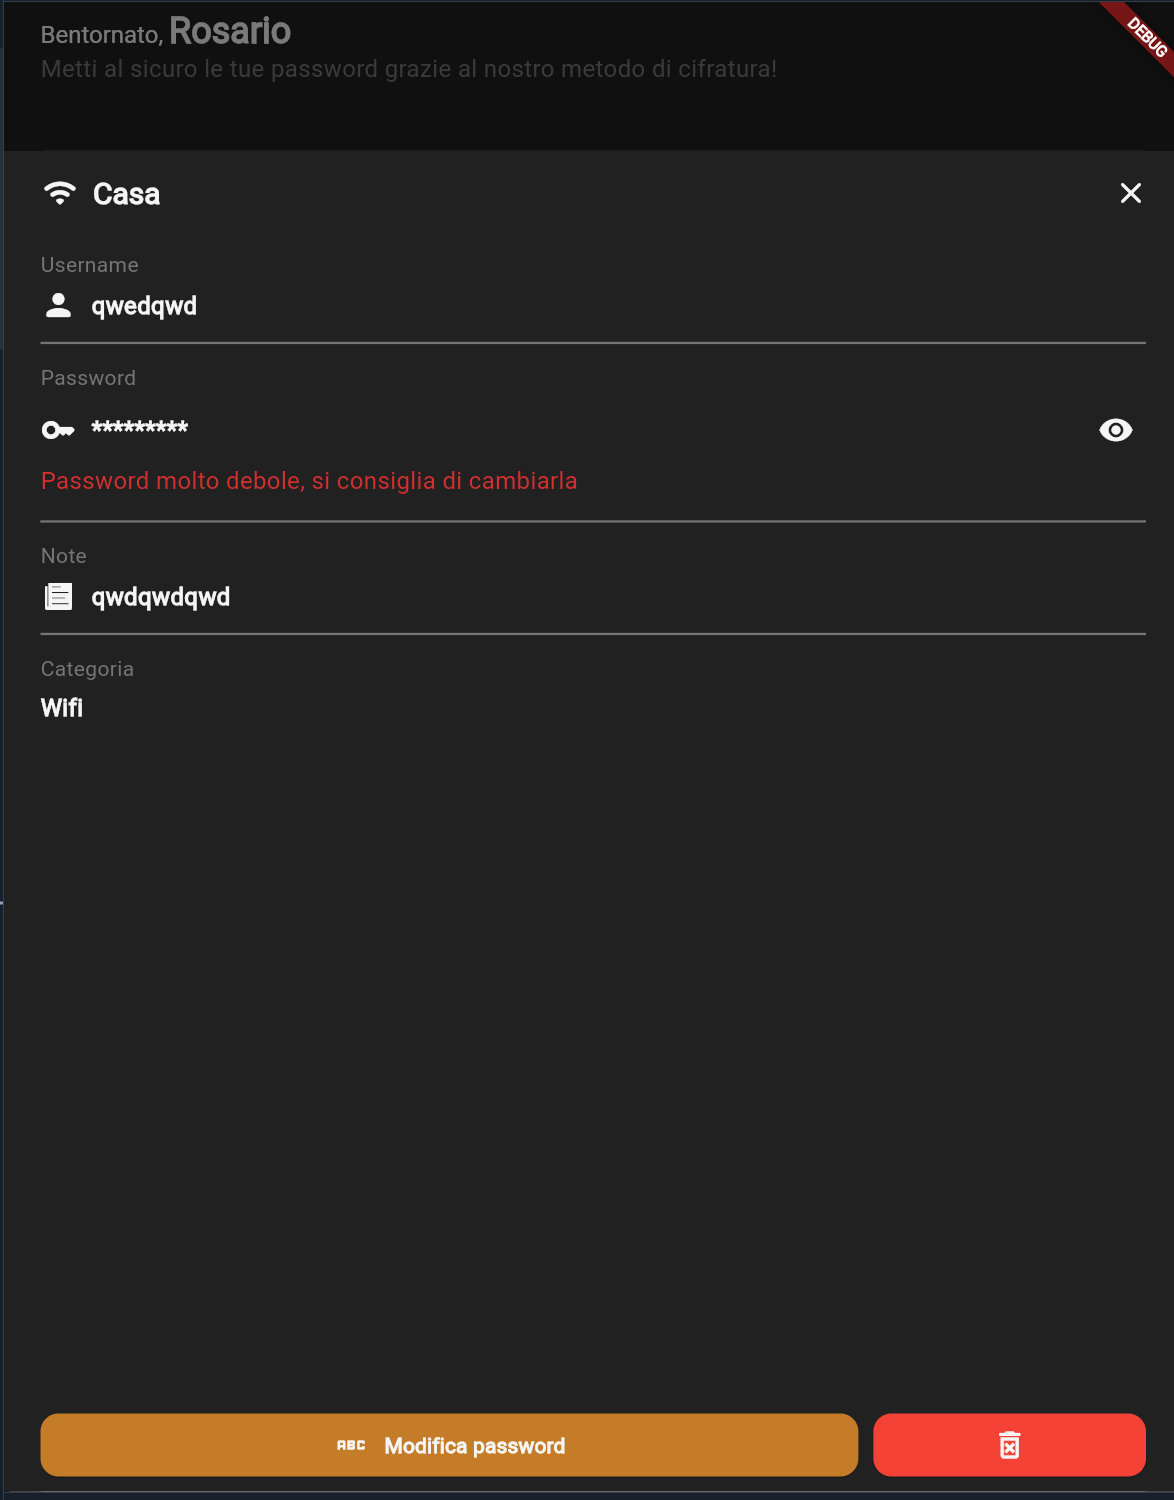 Bentornato, Rosario
DEBUG
Metti al sicuro le tue password grazie al nostro metodo di cifratura!
Casa
Username
qwedqwd
Password
*********
Password molto debole, si consiglia di cambiarla
Note
qwdqwdqwd
Categoria
Wifi
ABC Modifica password